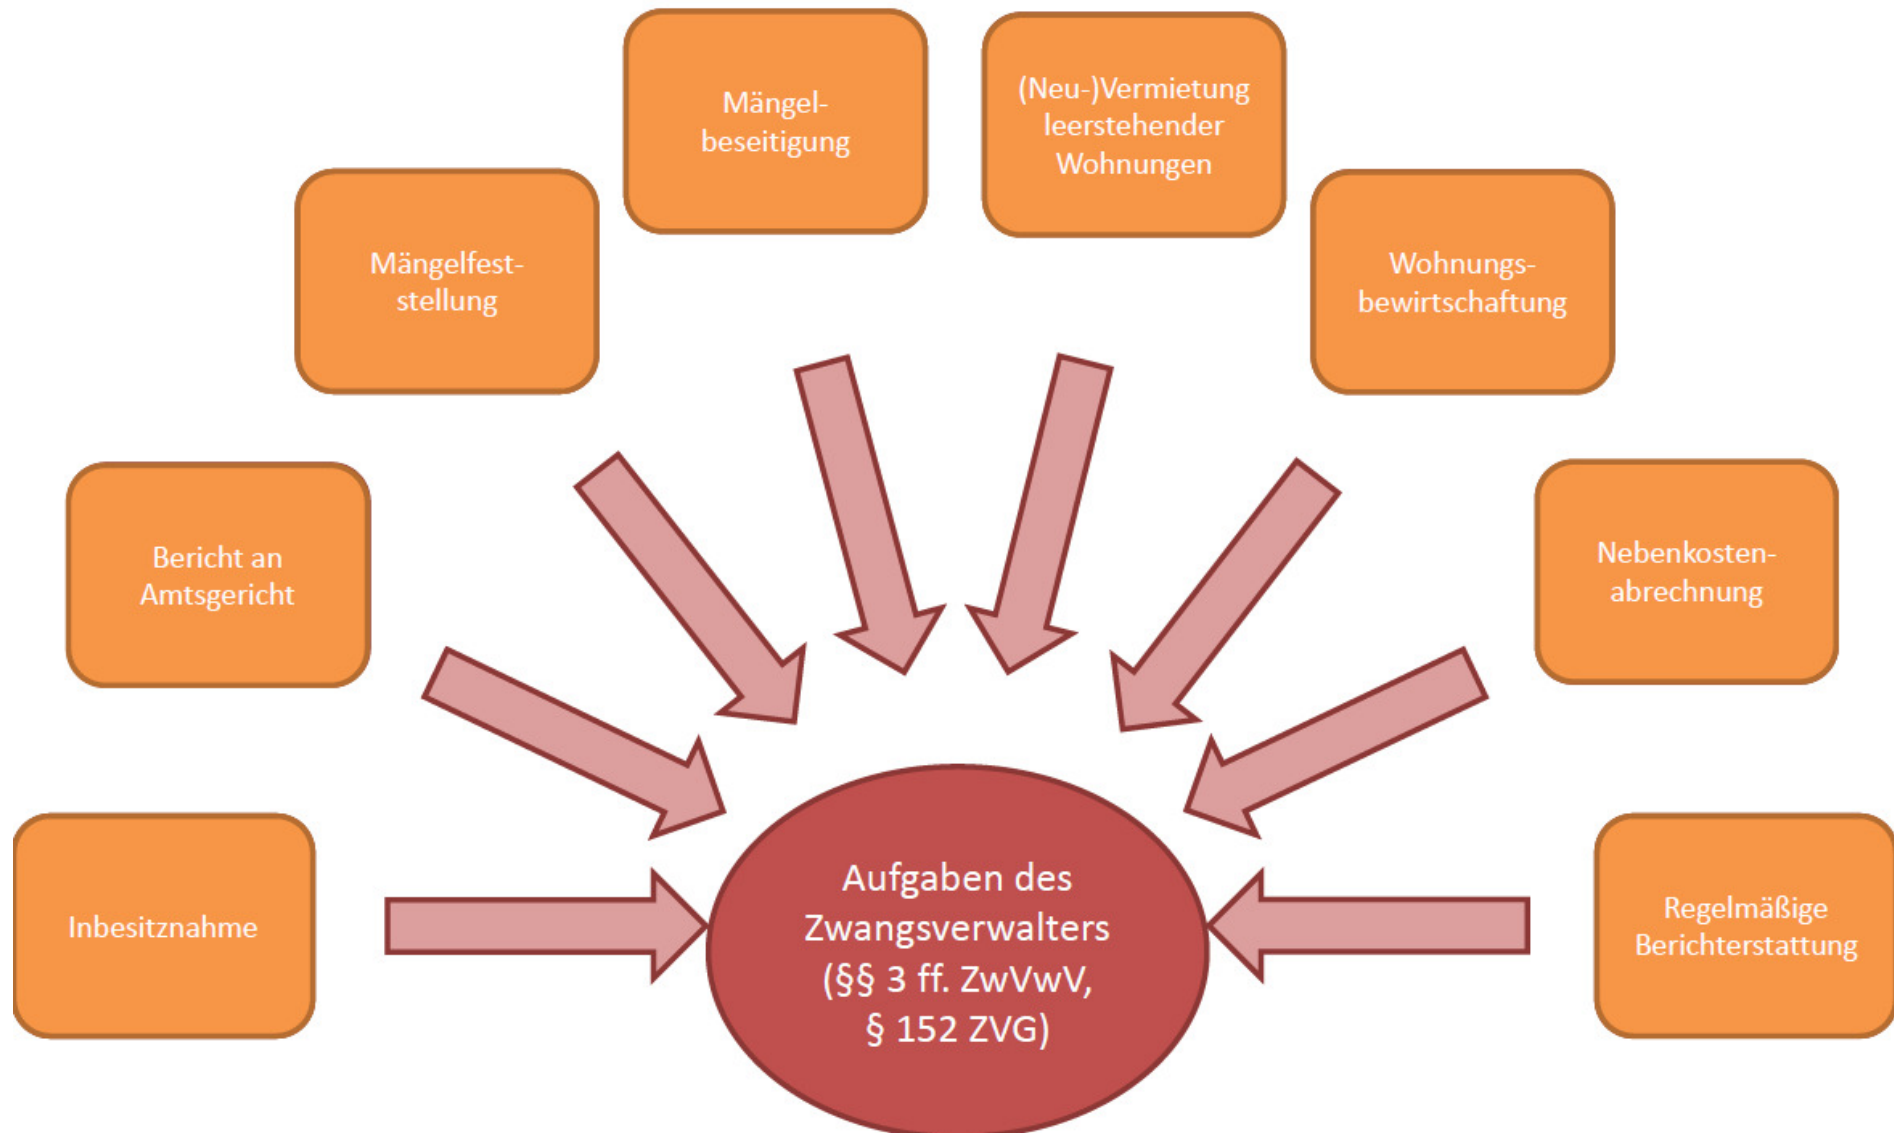 Mängel-
beseitigung
(Neu-)Vermietung
leerstehender
Wohnungen
Mängelfest-
stellung
Wohnungs-
bewirtschaftung
Bericht an
Amtsgericht
Nebenkosten-
abrechnung
Inbesitznahme
Aufgaben des
Zwangsverwalters
(§§ 3 ff. ZwVwV,
§ 152 ZVG)
Regelmäßige
Berichterstattung